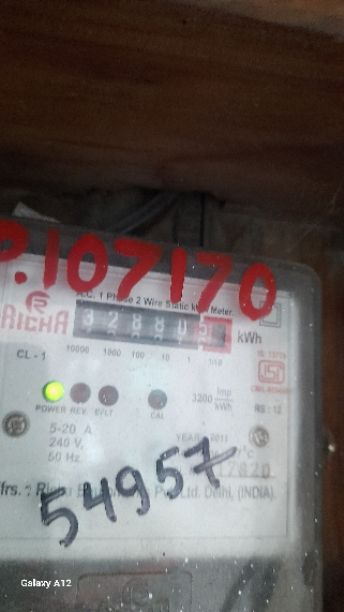 P.107170
A.C. 1 Phase 2 Wire Static kWh Meter.
RICHA
328805 kWh
CL - 1 10000 1000 100 10 1 1/10
IS 13779
POWER REV. E/LT CAL 3200 Imp/kWh
RS : 12
5-20 A
240 V,
50 Hz.
YEAR 2011
54957
Ltd. Delhi, (INDIA)
Galaxy A12